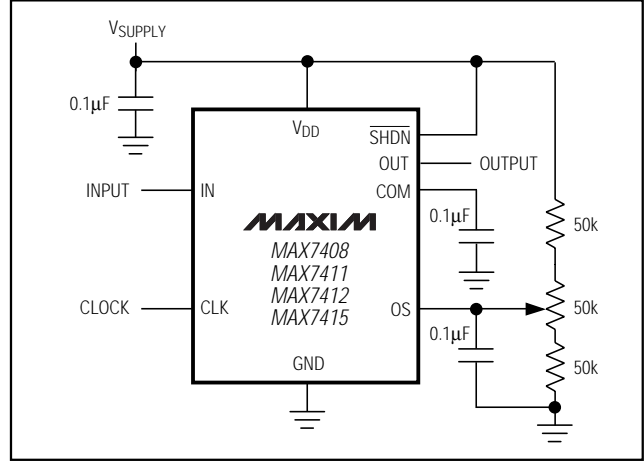 VSUPPLY
0.1μF
VDD
SHDN
OUT
OUTPUT
INPUT
IN
COM
MAXIM
0.1μF
50k
MAX7408
MAX7411
MAX7412
MAX7415
CLOCK
CLK
OS
50k
0.1μF
GND
50k